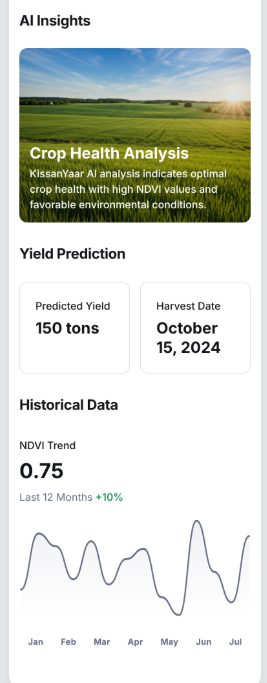 AI Insights
Crop Health Analysis
KissanYaar AI analysis indicates optimal
crop health with high NDVI values and
favorable environmental conditions.
Yield Prediction
Predicted Yield
150 tons
Harvest Date
October
15, 2024
Historical Data
NDVI Trend
0.75
Last 12 Months +10%
Jan Feb Mar Apr May Jun Jul